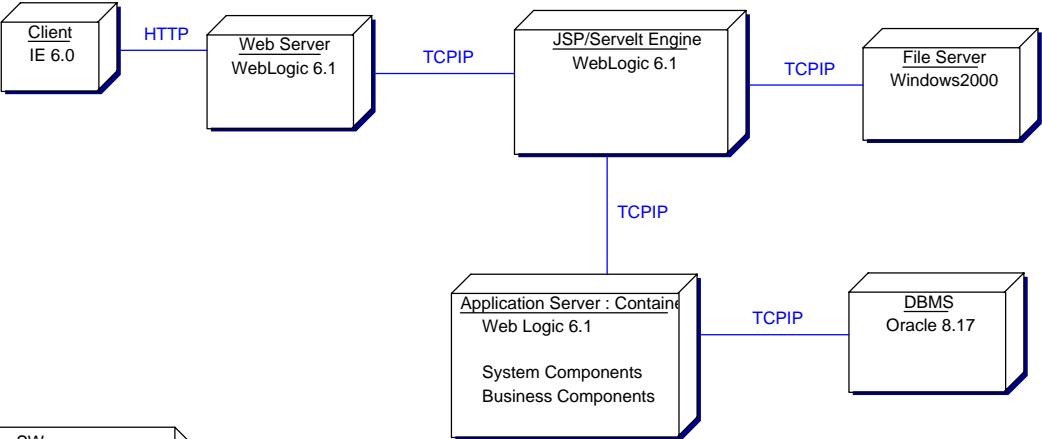 Client
IE 6.0
HTTP
Web Server
WebLogic 6.1
TCPIP
JSP/Servelt Engine
WebLogic 6.1
TCPIP
File Server
Windows2000
TCPIP
Application Server : Containe
Web Logic 6.1
System Components
Business Components
TCPIP
DBMS
Oracle 8.17